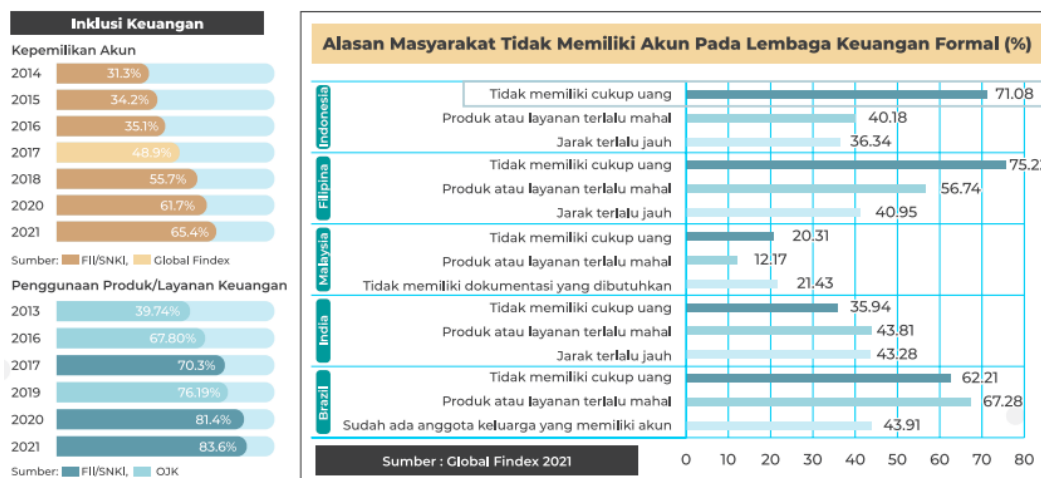 Inklusi Keuangan
Kepemilikan Akun
2014 31.3%
2015 34.2%
2016 35.1%
2017 48.9%
2018 55.7%
2020 61.7%
2021 65.4%
Sumber: FII/SNKI, Global Findex
Penggunaan Produk/Layanan Keuangan
2013 39.74%
2016 67.80%
2017 70.3%
2019 76.19%
2020 81.4%
2021 83.6%
Sumber: FII/SNKI, OJK
Alasan Masyarakat Tidak Memiliki Akun Pada Lembaga Keuangan Formal (%)
Indonesia
Tidak memiliki cukup uang 71.08
Produk atau layanan terlalu mahal 40.18
Jarak terlalu jauh 36.34
Filipina
Tidak memiliki cukup uang
Produk atau layanan terlalu mahal 56.74
Jarak terlalu jauh 40.95
Malaysia
Tidak memiliki cukup uang 20.31
Produk atau layanan terlalu mahal 12.17
Tidak memiliki dokumentasi yang dibutuhkan 21.43
India
Tidak memiliki cukup uang 35.94
Produk atau layanan terlalu mahal 43.81
Jarak terlalu jauh 43.28
Brazil
Tidak memiliki cukup uang 62.21
Produk atau layanan terlalu mahal 67.28
Sudah ada anggota keluarga yang memiliki akun 43.91
Sumber : Global Findex 2021
0 10 20 30 40 50 60 70 80